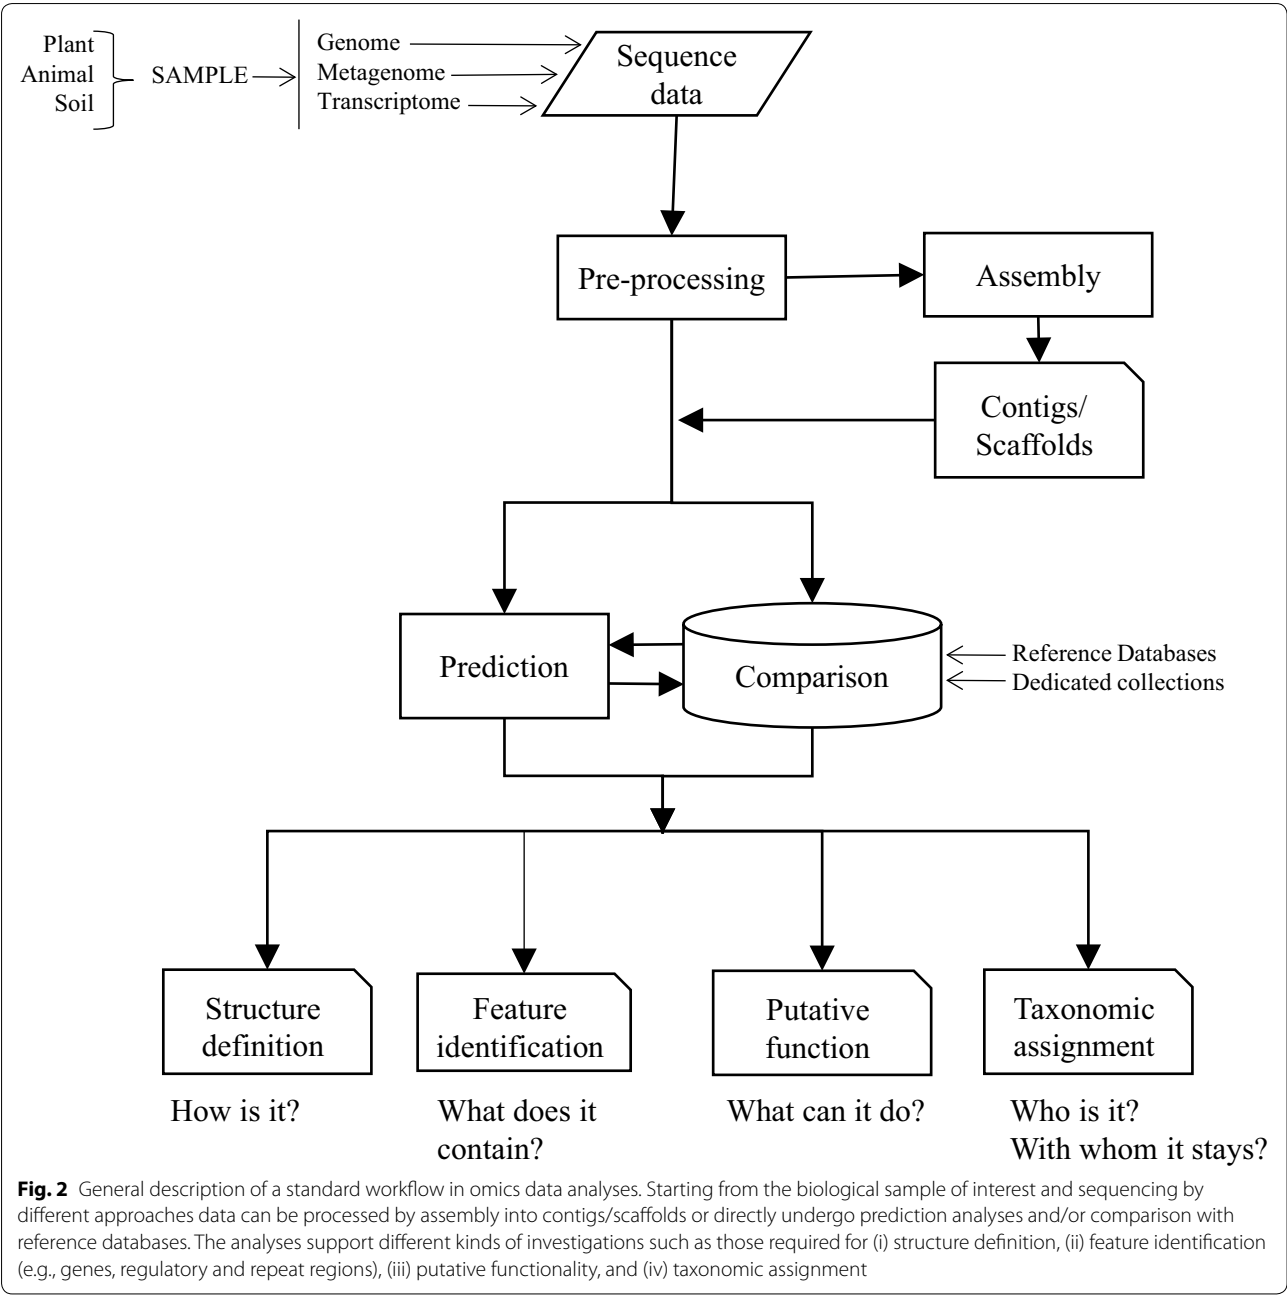 Plant
Animal
Soil
SAMPLE
Genome
Metagenome
Transcriptome
Sequence
data
Pre-processing
Assembly
Contigs/
Scaffolds
Prediction
Comparison
Reference Databases
Dedicated collections
Structure
definition
Feature
identification
Putative
function
Taxonomic
assignment
How is it?
What does it
contain?
What can it do?
Who is it?
With whom it stays?
Fig. 2 General description of a standard workflow in omics data analyses. Starting from the biological sample of interest and sequencing by
different approaches data can be processed by assembly into contigs/scaffolds or directly undergo prediction analyses and/or comparison with
reference databases. The analyses support different kinds of investigations such as those required for (i) structure definition, (ii) feature identification
(e.g., genes, regulatory and repeat regions), (iii) putative functionality, and (iv) taxonomic assignment